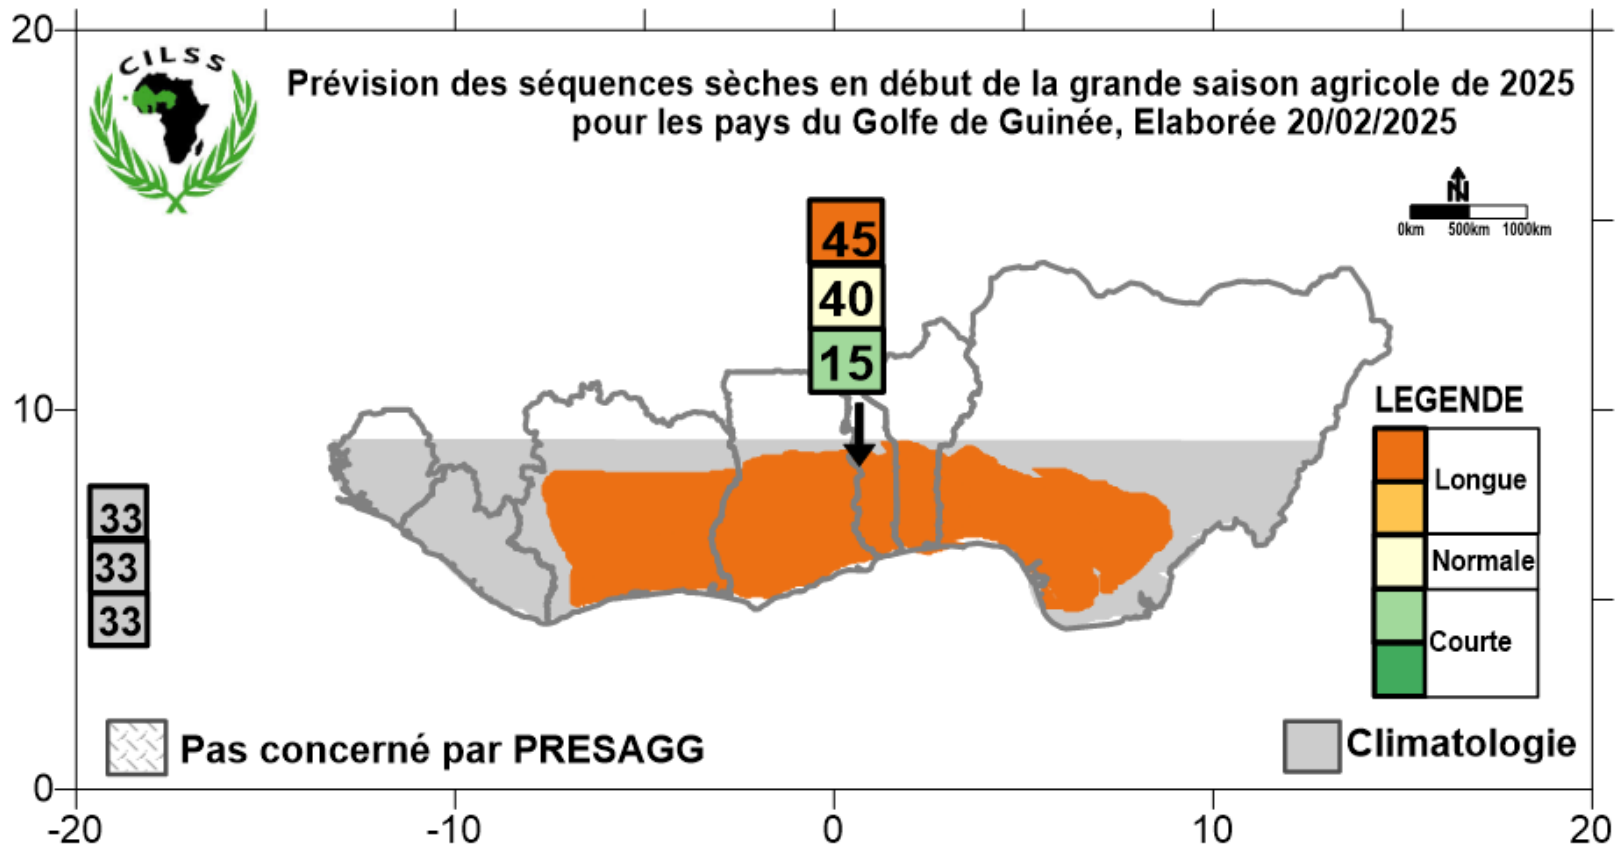 20
CILSS
Prévision des séquences sèches en début de la grande saison agricole de 2025
pour les pays du Golfe de Guinée, Elaborée 20/02/2025
N
0km 500km 1000km
45
40
15
10
LEGENDE
Longue
Normale
Courte
33
33
33
Pas concerné par PRESAGG
Climatologie
0
-20 -10 0 10 20